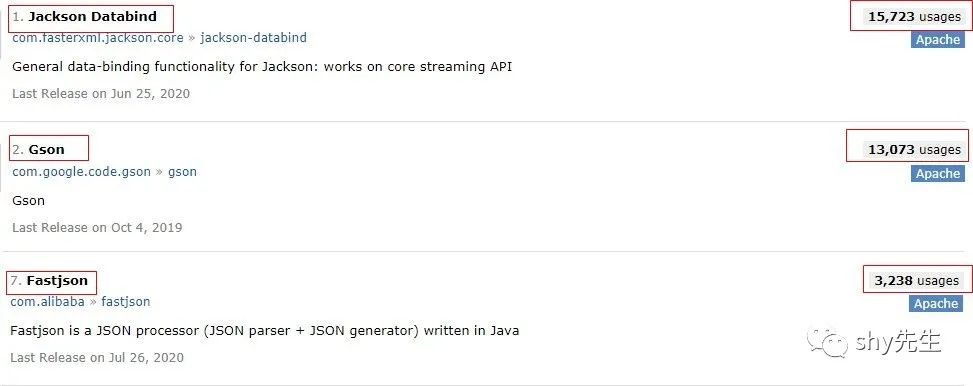 1. Jackson Databind
15,723 usages
com.fasterxml.jackson.core » jackson-databind
Apache
General data-binding functionality for Jackson: works on core streaming API
Last Release on Jun 25, 2020
2. Gson
13,073 usages
com.google.code.gson » gson
Apache
Gson
Last Release on Oct 4, 2019
7. Fastjson
3,238 usages
com.alibaba » fastjson
Apache
Fastjson is a JSON processor (JSON parser + JSON generator) written in Java
shy先生
Last Release on Jul 26, 2020